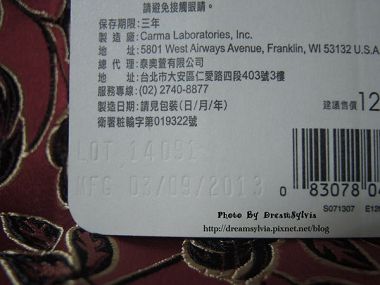 請避免接觸眼睛。
保存期限:三年
製 造 廠:Carma Laboratories, Inc.
地 址:5801 West Airways Avenue, Franklin, WI 53132 U.S.A
總 代 理:泰奧萱有限公司
地 址:台北市大安區仁愛路四段403號3樓
服務專線:(02) 2740-8877
製造日期:請見包裝(日/月/年)
衛署粧輸字第019322號
建議售價 12
LOT 14091
MFG 03/09/2013
0 83078 0
S071307 E12
Photo By DreamSylvia
http://dreamsylvia.pixnet.net/blog